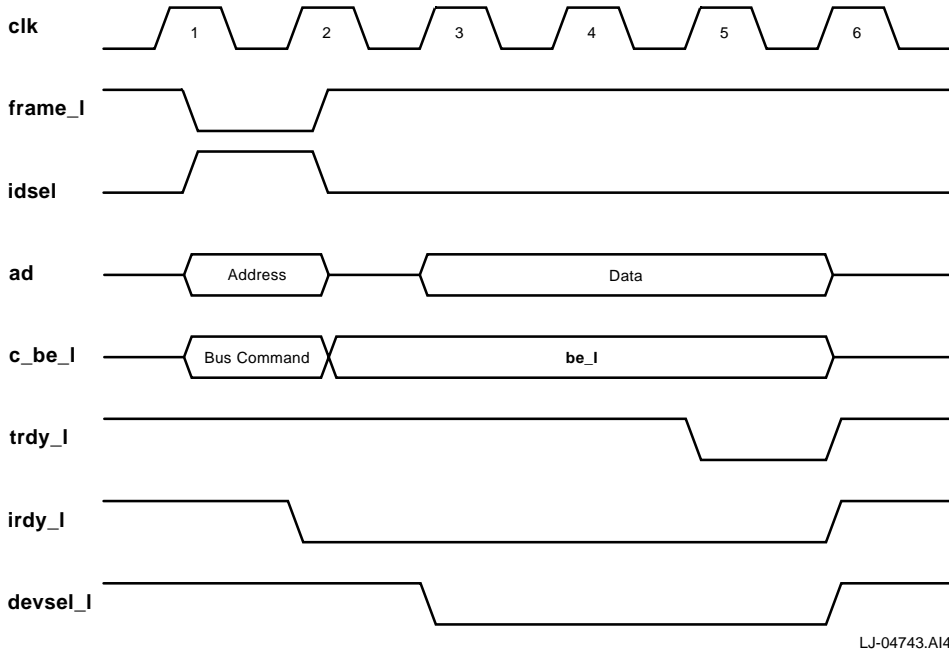 clk
1 2 3 4 5 6
frame_l
idsel
ad
Address Data
c_be_l
Bus Command be_l
trdy_l
irdy_l
devsel_l
LJ-04743.AI4